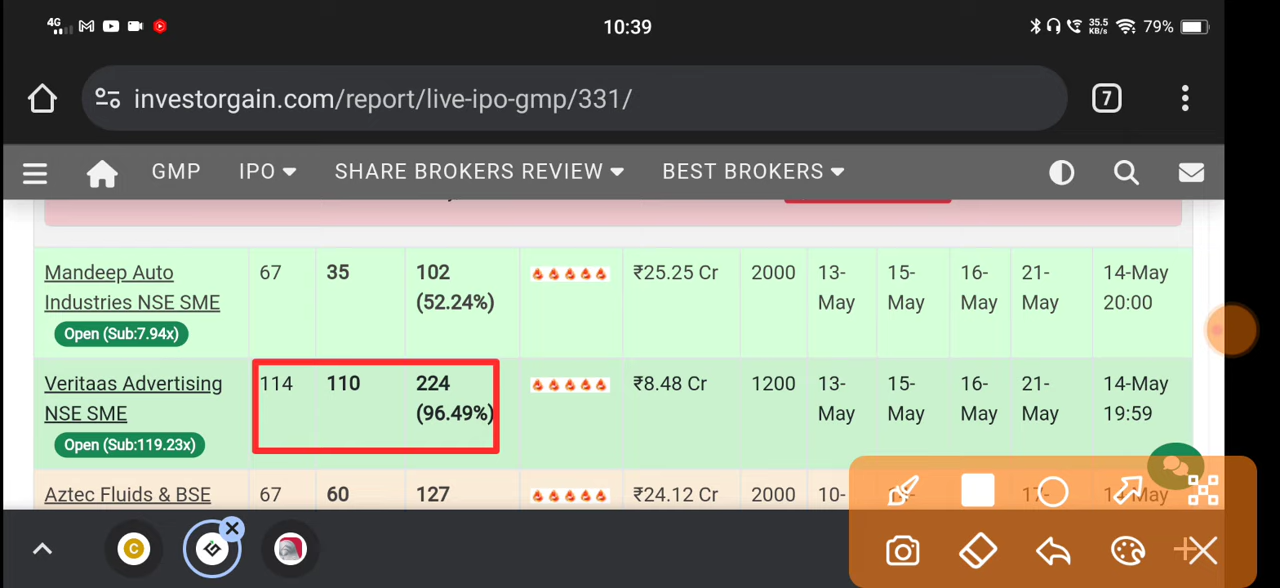 4G 10:39 35.5 KB/s 79%
investorgain.com/report/live-ipo-gmp/331/ 7
GMP IPO SHARE BROKERS REVIEW BEST BROKERS
Mandeep Auto 67 35 102 ₹25.25 Cr 2000 13- 15- 16- 21- 14-May
Industries NSE SME (52.24%) May May May May 20:00
Open (Sub:7.94x)
Veritaas Advertising 114 110 224 ₹8.48 Cr 1200 13- 15- 16- 21- 14-May
NSE SME (96.49%) May May May May 19:59
Open (Sub:119.23x)
Aztec Fluids & BSE 67 60 127 ₹24.12 Cr 2000 10- 17- May
C